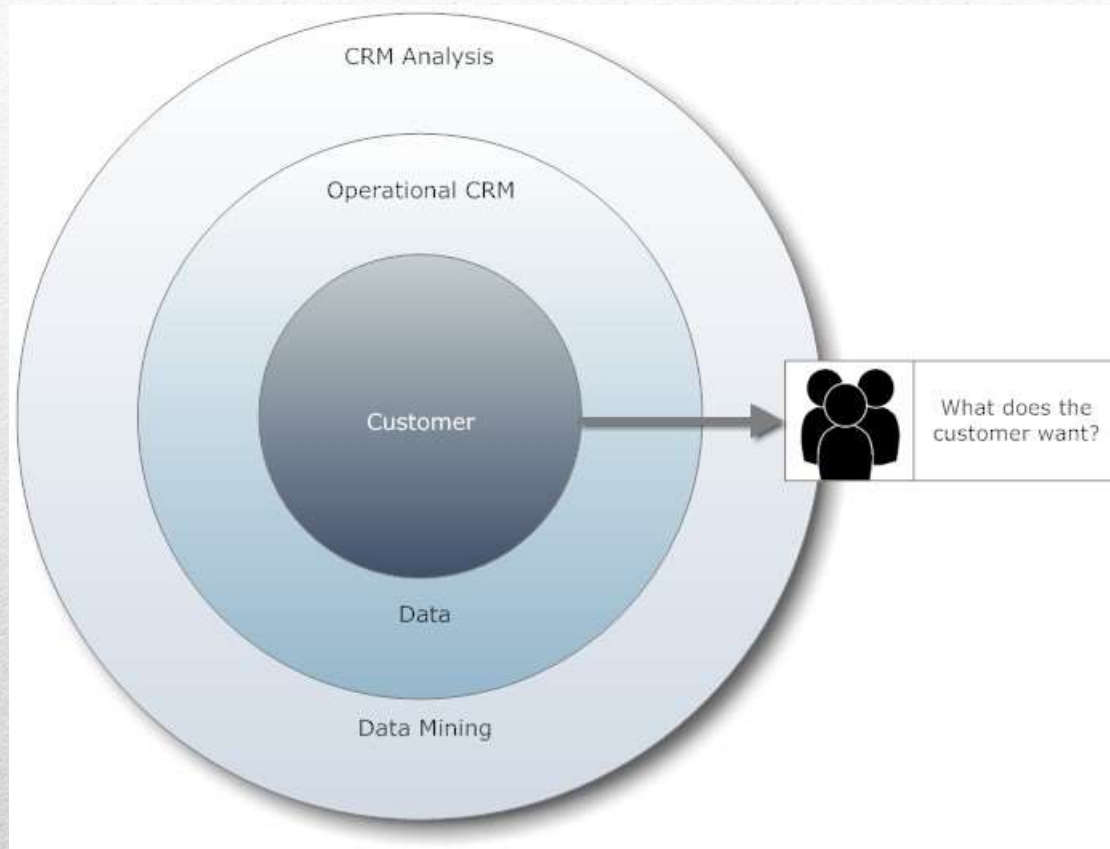 CRM Analysis
Operational CRM
Customer
What does the
customer want?
Data
Data Mining